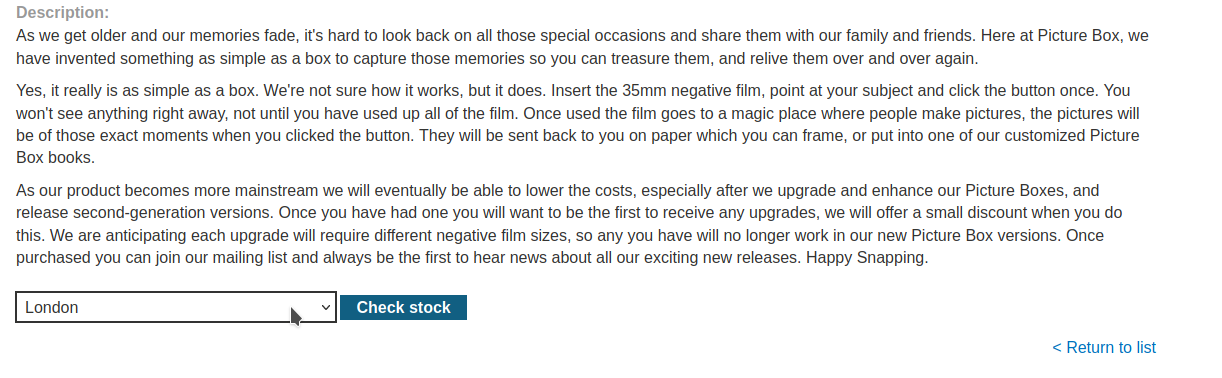 Description:
As we get older and our memories fade, it's hard to look back on all those special occasions and share them with our family and friends. Here at Picture Box, we
have invented something as simple as a box to capture those memories so you can treasure them, and relive them over and over again.
Yes, it really is as simple as a box. We're not sure how it works, but it does. Insert the 35mm negative film, point at your subject and click the button once. You
won't see anything right away, not until you have used up all of the film. Once used the film goes to a magic place where people make pictures, the pictures will
be of those exact moments when you clicked the button. They will be sent back to you on paper which you can frame, or put into one of our customized Picture
Box books.
As our product becomes more mainstream we will eventually be able to lower the costs, especially after we upgrade and enhance our Picture Boxes, and
release second-generation versions. Once you have had one you will want to be the first to receive any upgrades, we will offer a small discount when you do
this. We are anticipating each upgrade will require different negative film sizes, so any you have will no longer work in our new Picture Box versions. Once
purchased you can join our mailing list and always be the first to hear news about all our exciting new releases. Happy Snapping.
London
Check stock
< Return to list